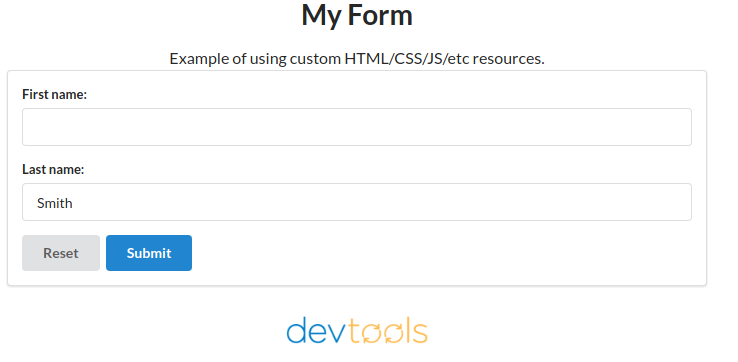 My Form
Example of using custom HTML/CSS/JS/etc resources.
First name:
Last name:
Smith
Reset Submit
devtools